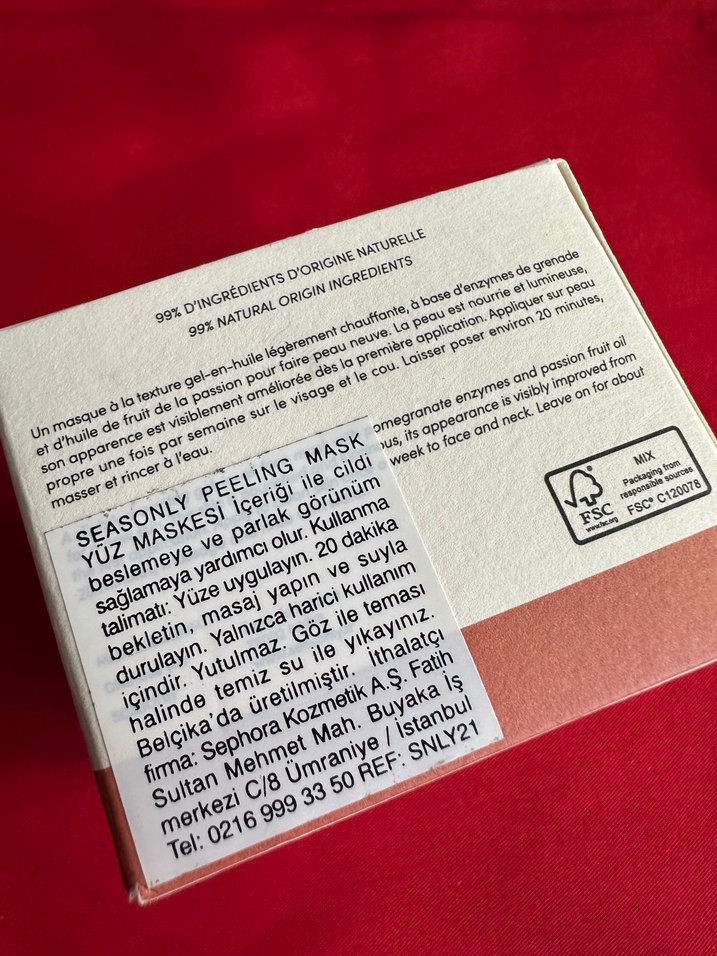 99% D'INGRÉDIENTS D'ORIGINE NATURELLE
99% NATURAL ORIGIN INGREDIENTS
Un masque à la texture gel-en-huile légèrement chauffante, à base d'enzymes de grenade
et d'huile de fruit de la passion pour faire peau neuve. La peau est nourrie et lumineuse,
son apparence est visiblement améliorée dès la première application. Appliquer sur peau
propre une fois par semaine sur le visage et le cou. Laisser poser environ 20 minutes,
masser et rincer à l'eau.
enzymes and passion fruit oil
its appearance is visibly improved from
week to face and neck. Leave on for about
SEASONLY PEELING MASK
YÜZ MASKESİ İçeriği ile cildi
beslemeye ve parlak görünüm
sağlamaya yardımcı olur. Kullanma
talimatı: Yüze uygulayın. 20 dakika
bekletin, masaj yapın ve suyla
durulayın. Yalnızca harici kullanım
içindir. Yutulmaz. Göz ile teması
halinde temiz su ile yıkayınız.
Belçika'da üretilmiştir. İthalatçı
firma: Sephora Kozmetik A.Ş. Fatih
Sultan Mehmet Mah. Buyaka İş
merkezi C/8 Ümraniye / İstanbul
Tel: 0216 999 33 50 REF: SNLY21
FSC
www.fsc.org
MIX
Packaging from
responsible sources
FSC® C120078